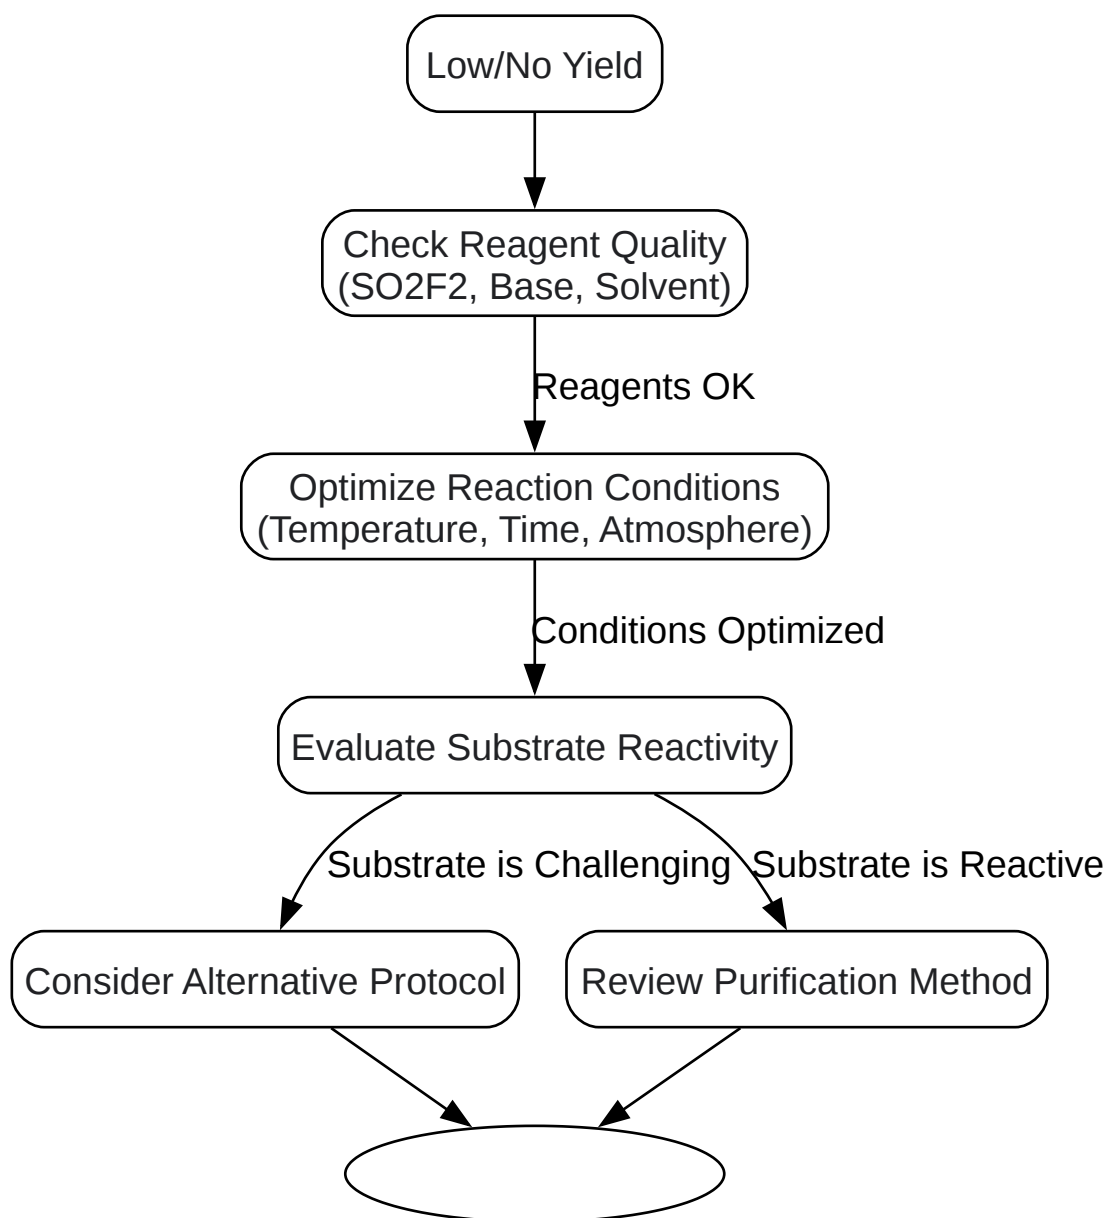 Low/No Yield
Check Reagent Quality
(SO2F2, Base, Solvent)
Reagents OK
Optimize Reaction Conditions
(Temperature, Time, Atmosphere)
Conditions Optimized
Evaluate Substrate Reactivity
Substrate is Challenging
Substrate is Reactive
Consider Alternative Protocol
Review Purification Method